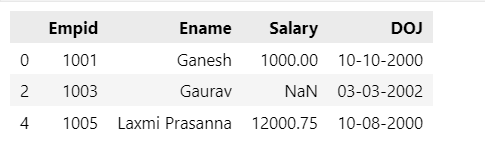 Empid Ename Salary DOJ
0 1001 Ganesh 1000.00 10-10-2000
2 1003 Gaurav NaN 03-03-2002
4 1005 Laxmi Prasanna 12000.75 10-08-2000